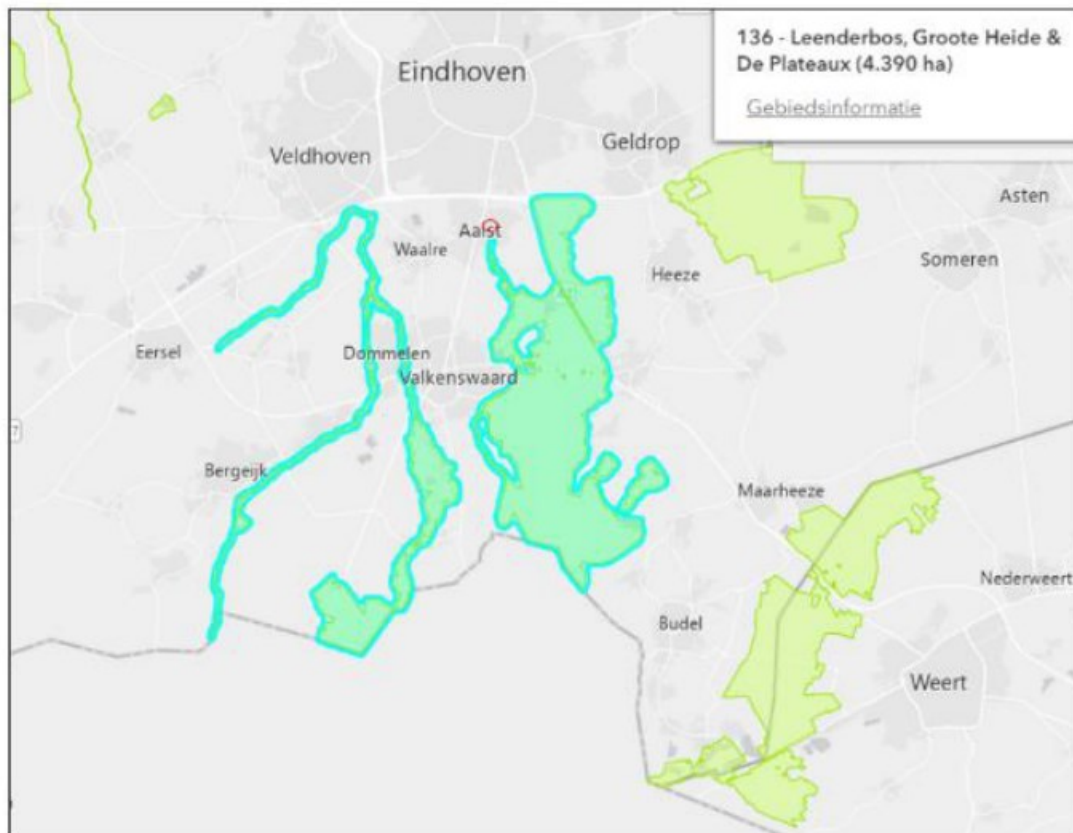 136 - Leenderbos, Groote Heide &
De Plateaux (4.390 ha)
Gebiedsinformatie
Eindhoven
Geldrop
Veldhoven
Asten
Aalst
Waalre
Someren
Heeze
Eersel
Dommelen
Valkenswaard
7
Bergeijk
Maarheeze
Nederweert
Budel
Weert